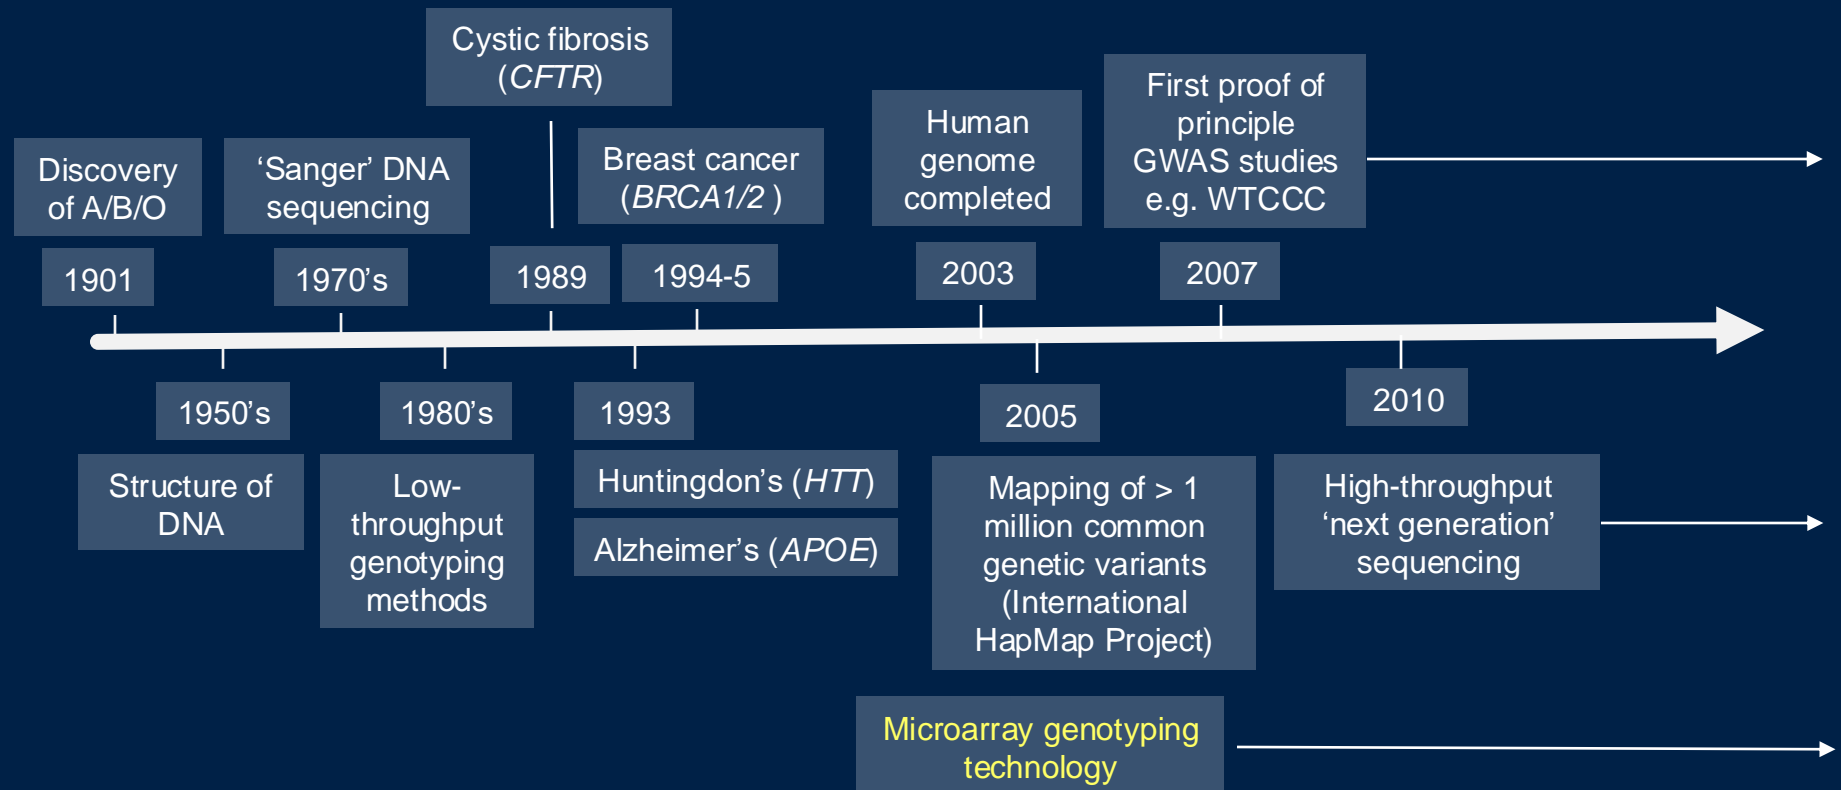 Cystic fibrosis
(CFTR)
Discovery
of A/B/O
‘Sanger’ DNA
sequencing
Breast cancer
(BRCA1/2 )
Human
genome
completed
First proof of
principle
GWAS studies
e.g. WTCCC
1901
1970’s
1989
1994-5
2003
2007
1950’s
1980’s
1993
2005
2010
Structure of
DNA
Low-
throughput
genotyping
methods
Huntingdon’s (HTT)
Alzheimer’s (APOE)
Mapping of > 1
million common
genetic variants
(International
HapMap Project)
High-throughput
‘next generation’
sequencing
Microarray genotyping
technology